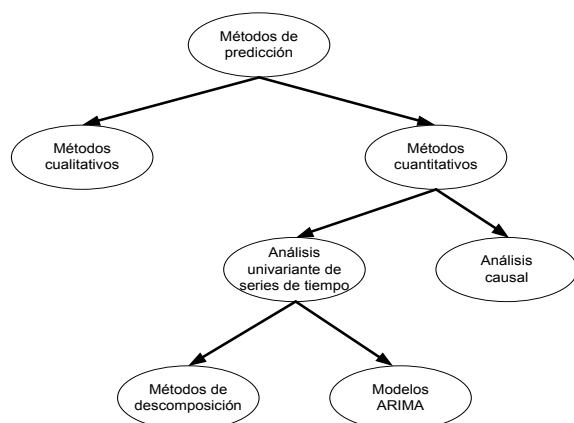 Métodos de
predicción
Métodos
cualitativos
Métodos
cuantitativos
Análisis
univariante de
series de tiempo
Análisis
causal
Métodos de
descomposición
Modelos
ARIMA